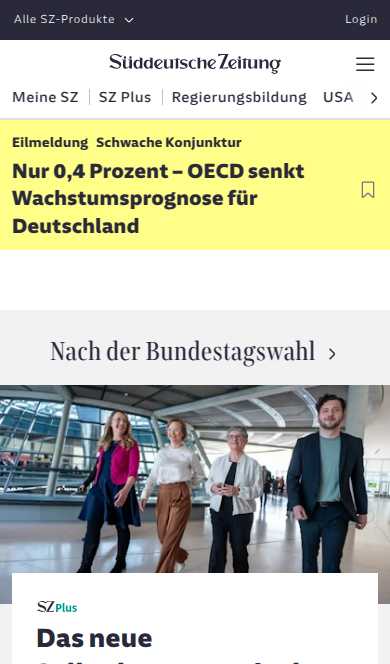 Alle SZ-Produkte
Login
Süddeutsche Zeitung
Meine SZ
SZ Plus
Regierungsbildung
USA
Eilmeldung Schwache Konjunktur
Nur 0,4 Prozent – OECD senkt
Wachstumsprognose für
Deutschland
Nach der Bundestagswahl
SZ Plus
Das neue